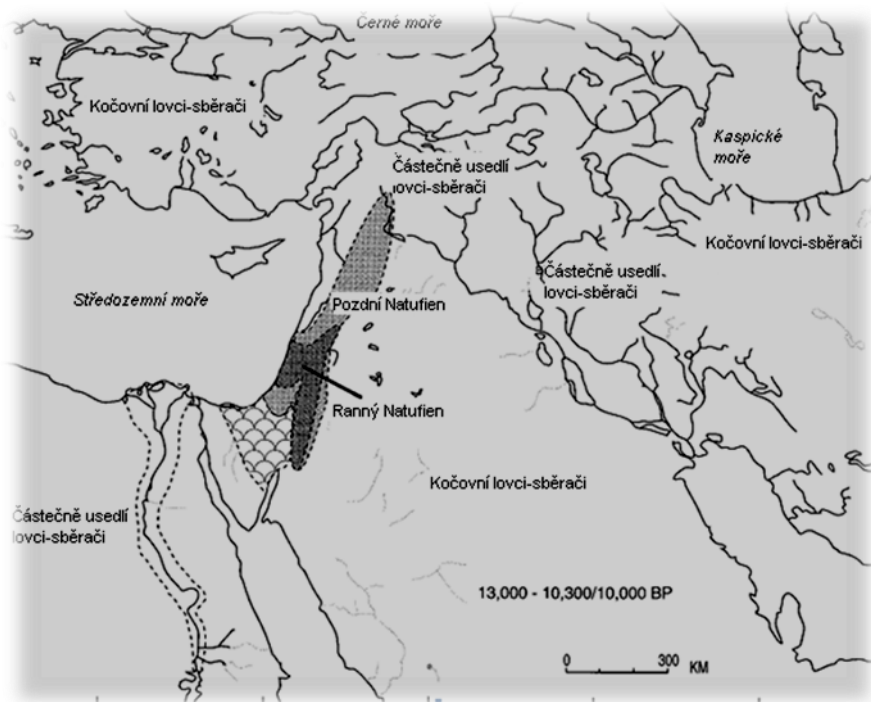 Černé moře
Kočovní lovci-sběrači
Kaspické
moře
Částečně usedlí
lovci-sběrači
Kočovní lovci-sběrači
Částečně usedlí
lovci-sběrači
Středozemní moře
Pozdní Natufien
Ranný Natufien
Kočovní lovci-sběrači
Částečně usedlí
lovci-sběrači
13,000 - 10,300/10,000 BP
0 300 KM